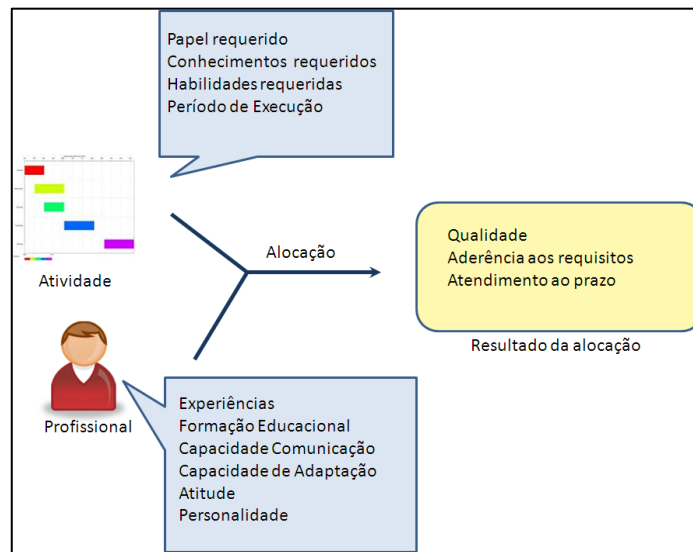 Papel requerido
Conhecimentos requeridos
Habilidades requeridas
Período de Execução
Atividade
Alocação
Qualidade
Aderência aos requisitos
Atendimento ao prazo
Resultado da alocação
Profissional
Experiências
Formação Educacional
Capacidade Comunicação
Capacidade de Adaptação
Atitude
Personalidade